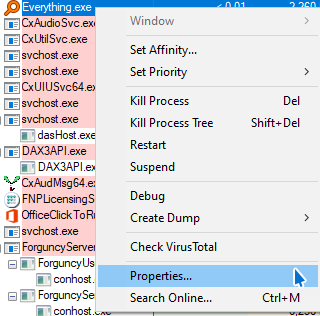 Everything.exe < 0.01 2,260
CxAudioSvc.exe
CxUtilSvc.exe
svchost.exe
svchost.exe
CxUIUSvc64.exe
svchost.exe
svchost.exe
dasHost.exe
DAX3API.exe
DAX3API.exe
CxAudMsg64.exe
FNPLicensingS
OfficeClickToRu
svchost.exe
ForguncyServer
ForguncyUse
conhost.exe
ForguncySe
conhost.exe
Window
Set Affinity...
Set Priority
Kill Process Del
Kill Process Tree Shift+Del
Restart
Suspend
Debug
Create Dump
Check VirusTotal
Properties...
Search Online... Ctrl+M